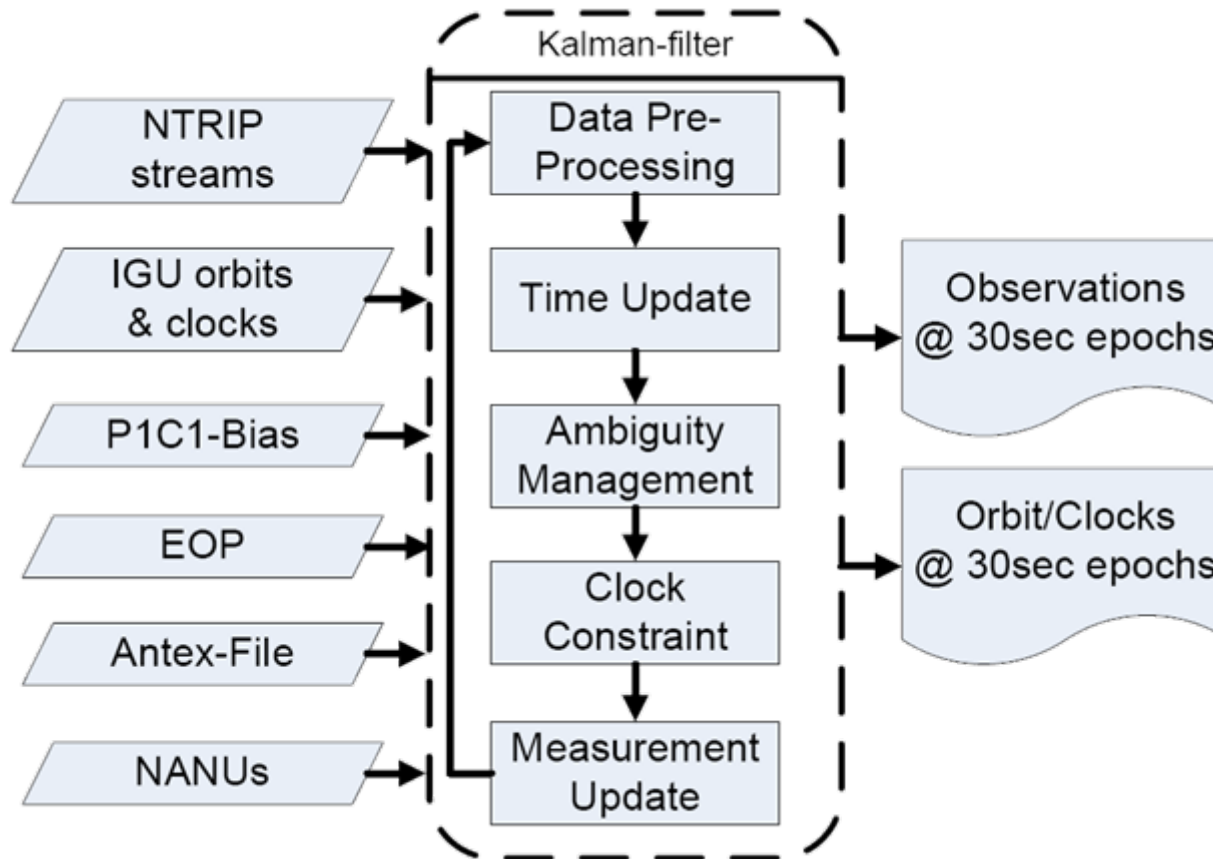 Kalman-filter
NTRIP
streams
IGU orbits
& clocks
P1C1-Bias
EOP
Antex-File
NANUs
Data Pre-
Processing
Time Update
Ambiguity
Management
Clock
Constraint
Measurement
Update
Observations
@ 30sec epochs
Orbit/Clocks
@ 30sec epochs